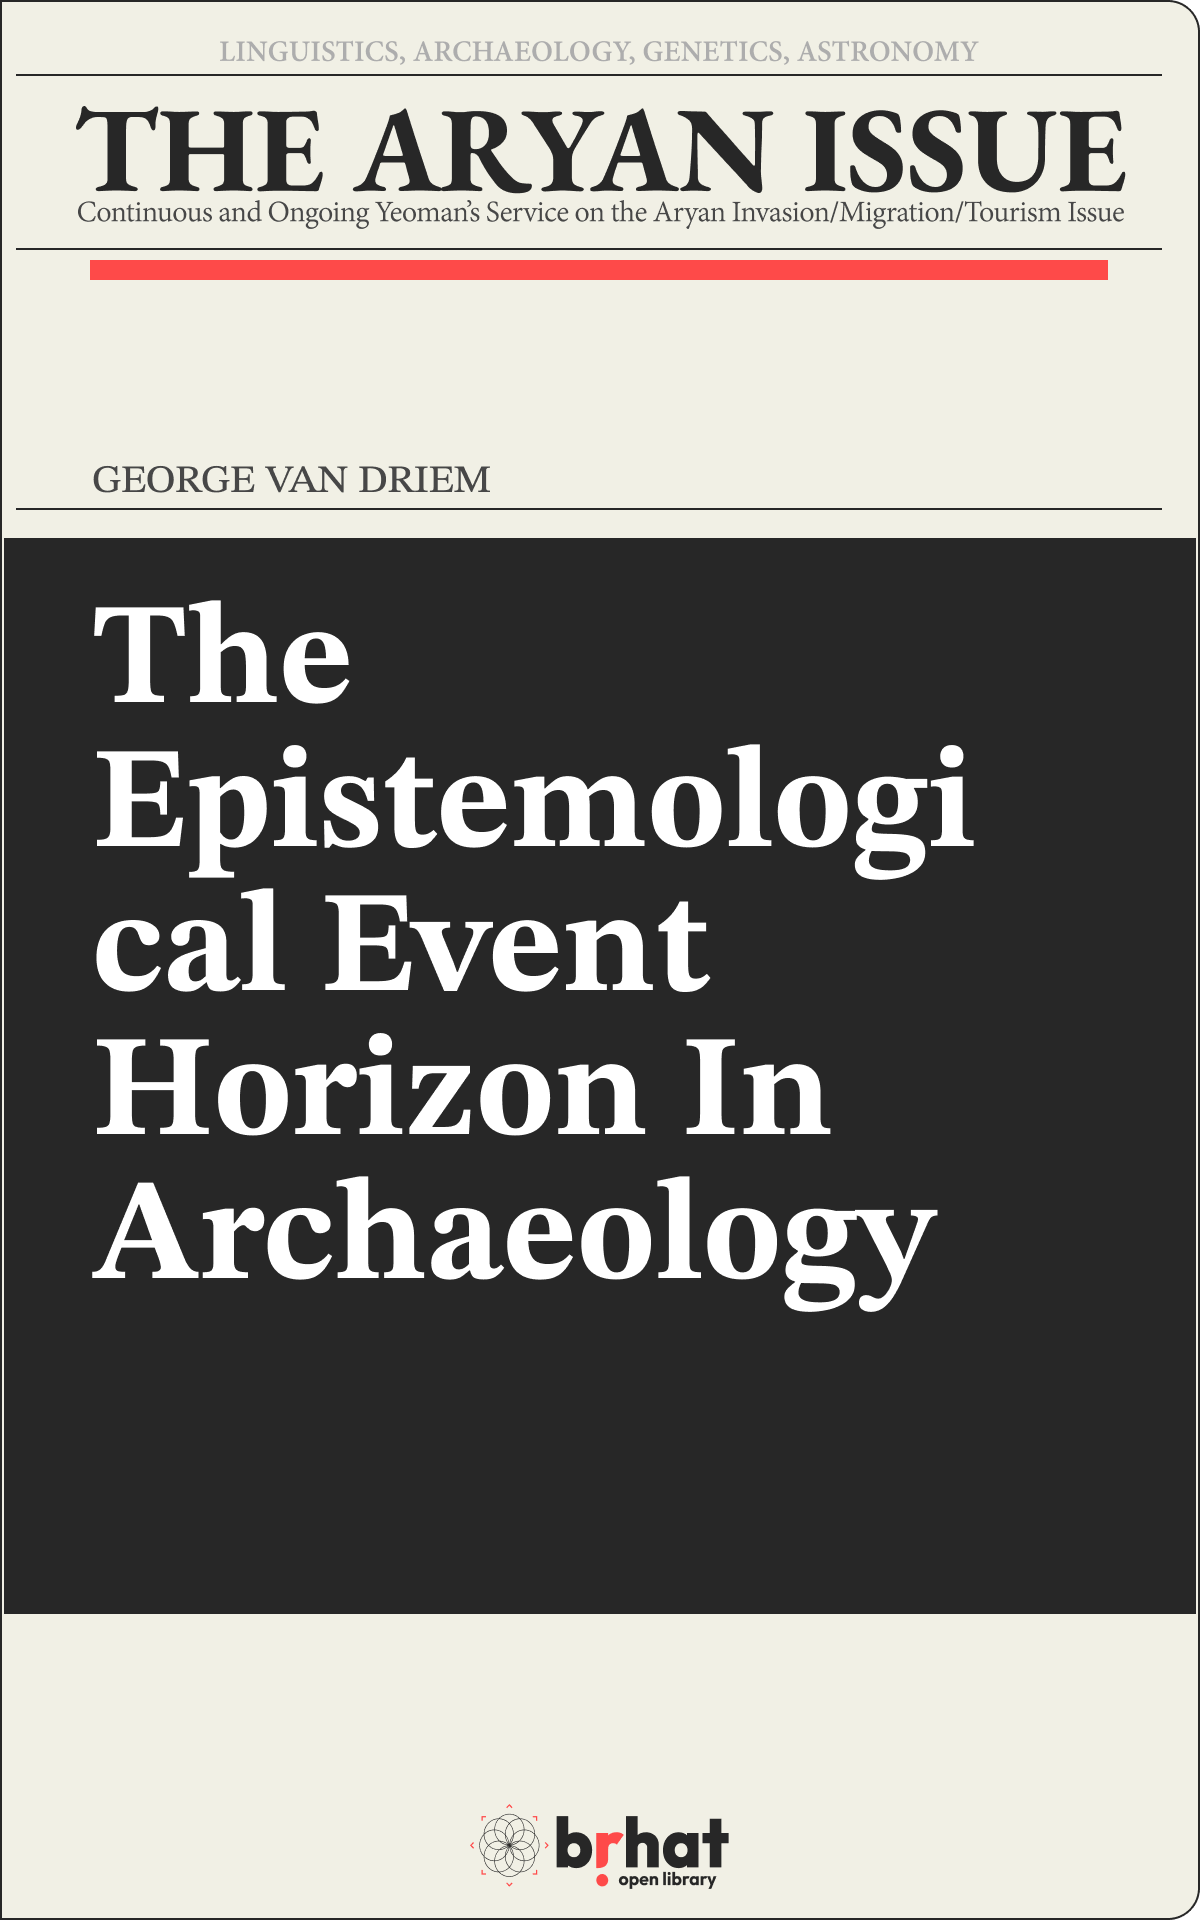 LINGUISTICS, ARCHAEOLOGY, GENETICS, ASTRONOMY
THE ARYAN ISSUE
Continuous and Ongoing Yeoman’s Service on the Aryan Invasion/Migration/Tourism Issue
GEORGE VAN DRIEM
The
Epistemologi
cal Event
Horizon In
Archaeology
bṛhat
open library